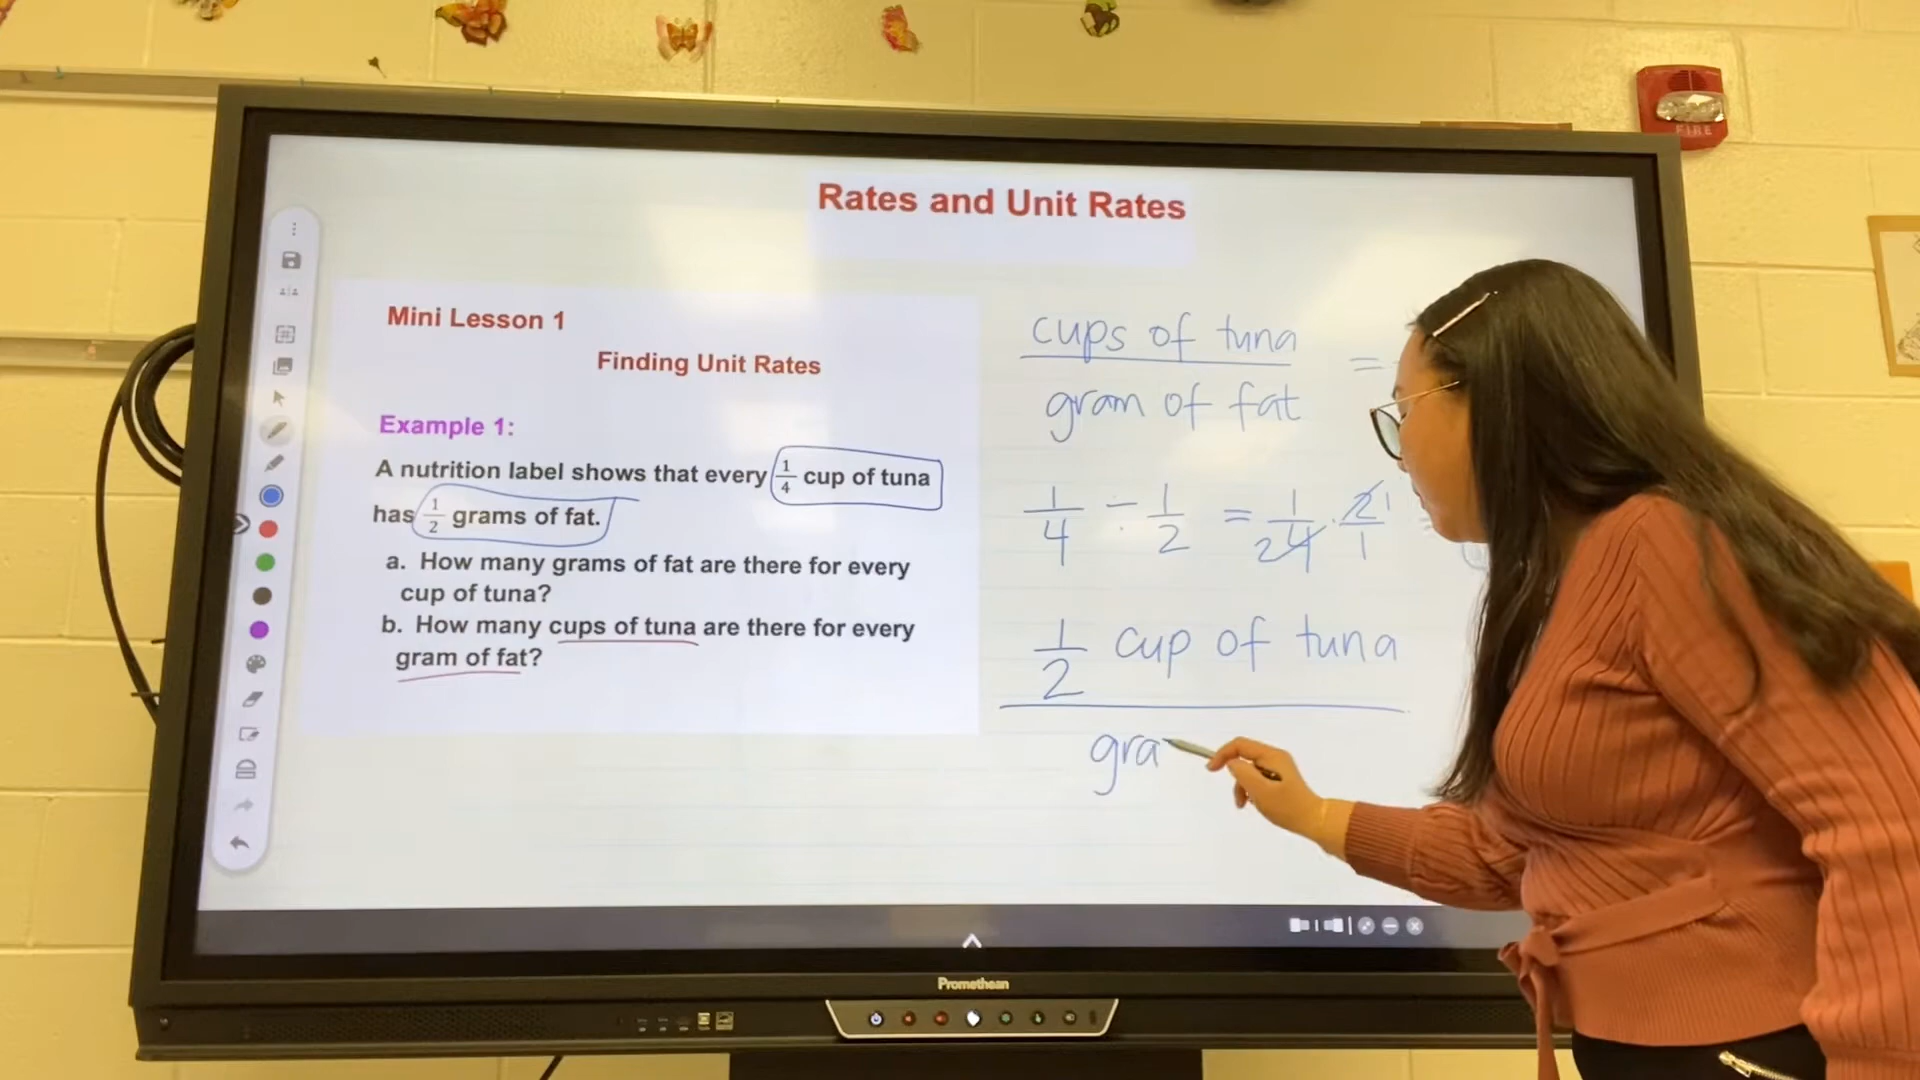 FIRE
Rates and Unit Rates
Mini Lesson 1
Finding Unit Rates
Example 1:
A nutrition label shows that every 1/4 cup of tuna
has 1/2 grams of fat.
a. How many grams of fat are there for every
cup of tuna?
b. How many cups of tuna are there for every
gram of fat?
cups of tuna
gram of fat
=
1/4 ÷ 1/2 = 1/4 2 · 2/1 1
1/2 cup of tuna
gra
Promethean